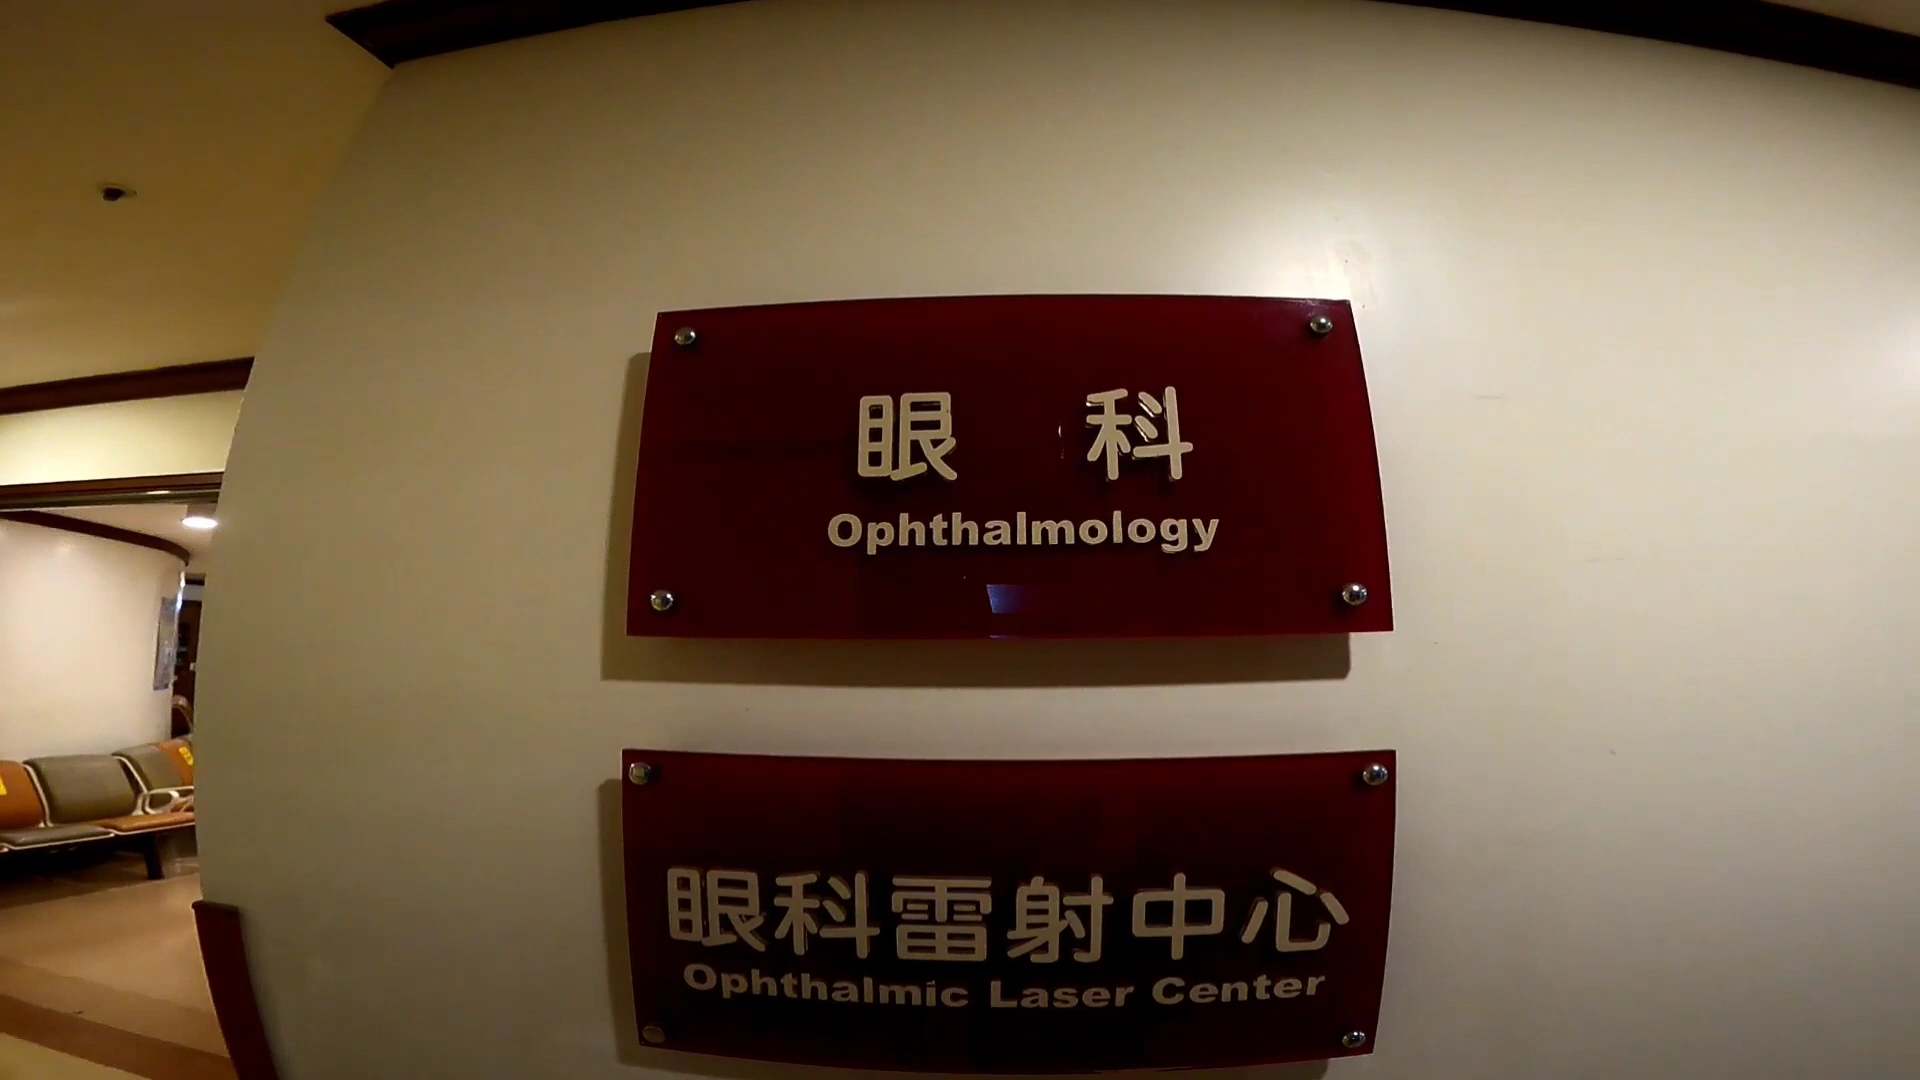 眼 科
Ophthalmology
眼科雷射中心
Ophthalmic Laser Center